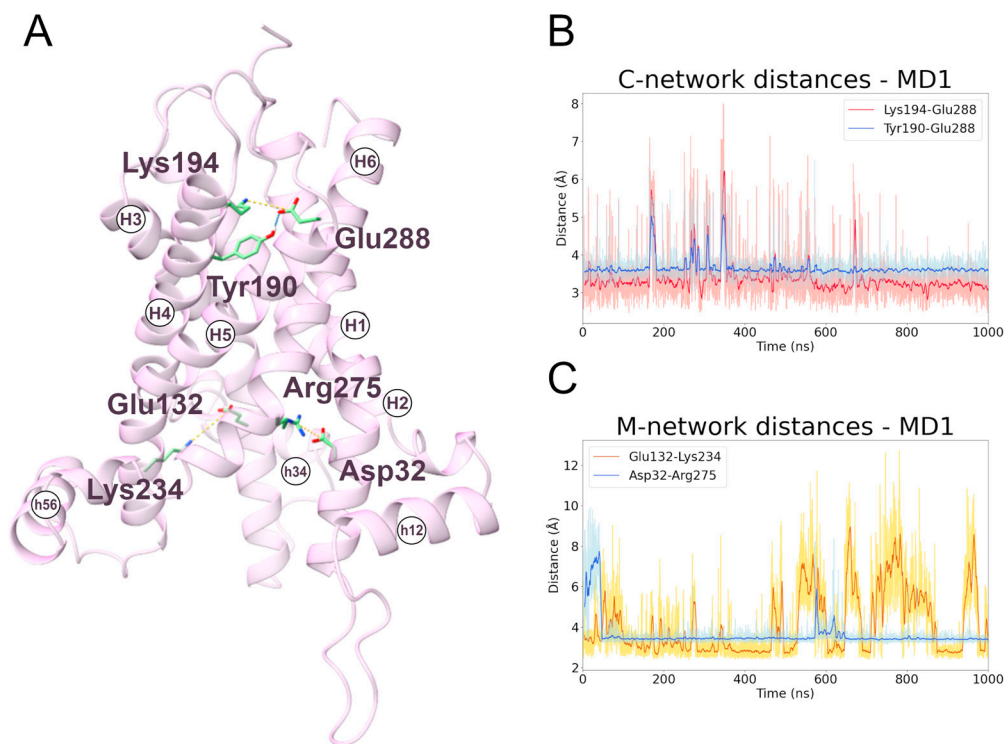 A
Lys194
H6
H3
Glu288
Tyr190
H4
H5
H1
Arg275
Glu132
H2
h34
Lys234
Asp32
h56
h12
B
C-network distances - MD1
Lys194-Glu288
Tyr190-Glu288
Distance (Å)
8
7
6
5
4
3
0 200 400 600 800 1000
Time (ns)
C
M-network distances - MD1
Glu132-Lys234
Asp32-Arg275
Distance (Å)
12
10
8
6
4
2
0 200 400 600 800 1000
Time (ns)